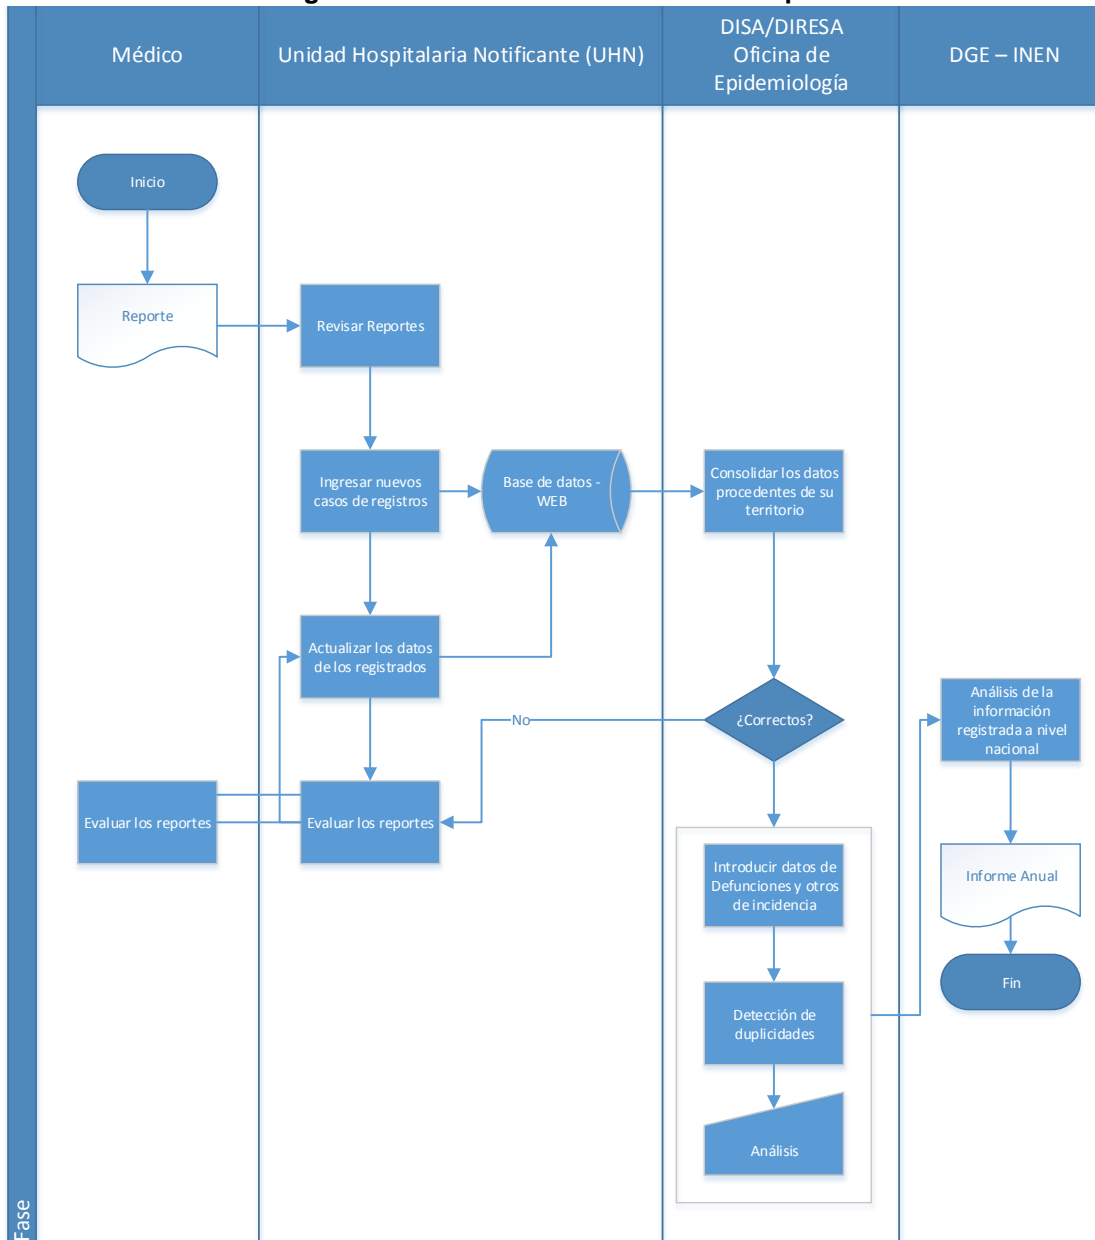 Médico
Unidad Hospitalaria Notificante (UHN)
DISA/DIRESA
Oficina de
Epidemiología
DGE – INEN
Inicio
Reporte
Revisar Reportes
Ingresar nuevos
casos de registros
Base de datos -
WEB
Consolidar los datos
procedentes de su
territorio
Actualizar los datos
de los registrados
¿Correctos?
No
Análisis de la
información
registrada a nivel
nacional
Evaluar los reportes
Evaluar los reportes
Introducir datos de
Defunciones y otros
de incidencia
Informe Anual
Detección de
duplicidades
Fin
Análisis
Fase